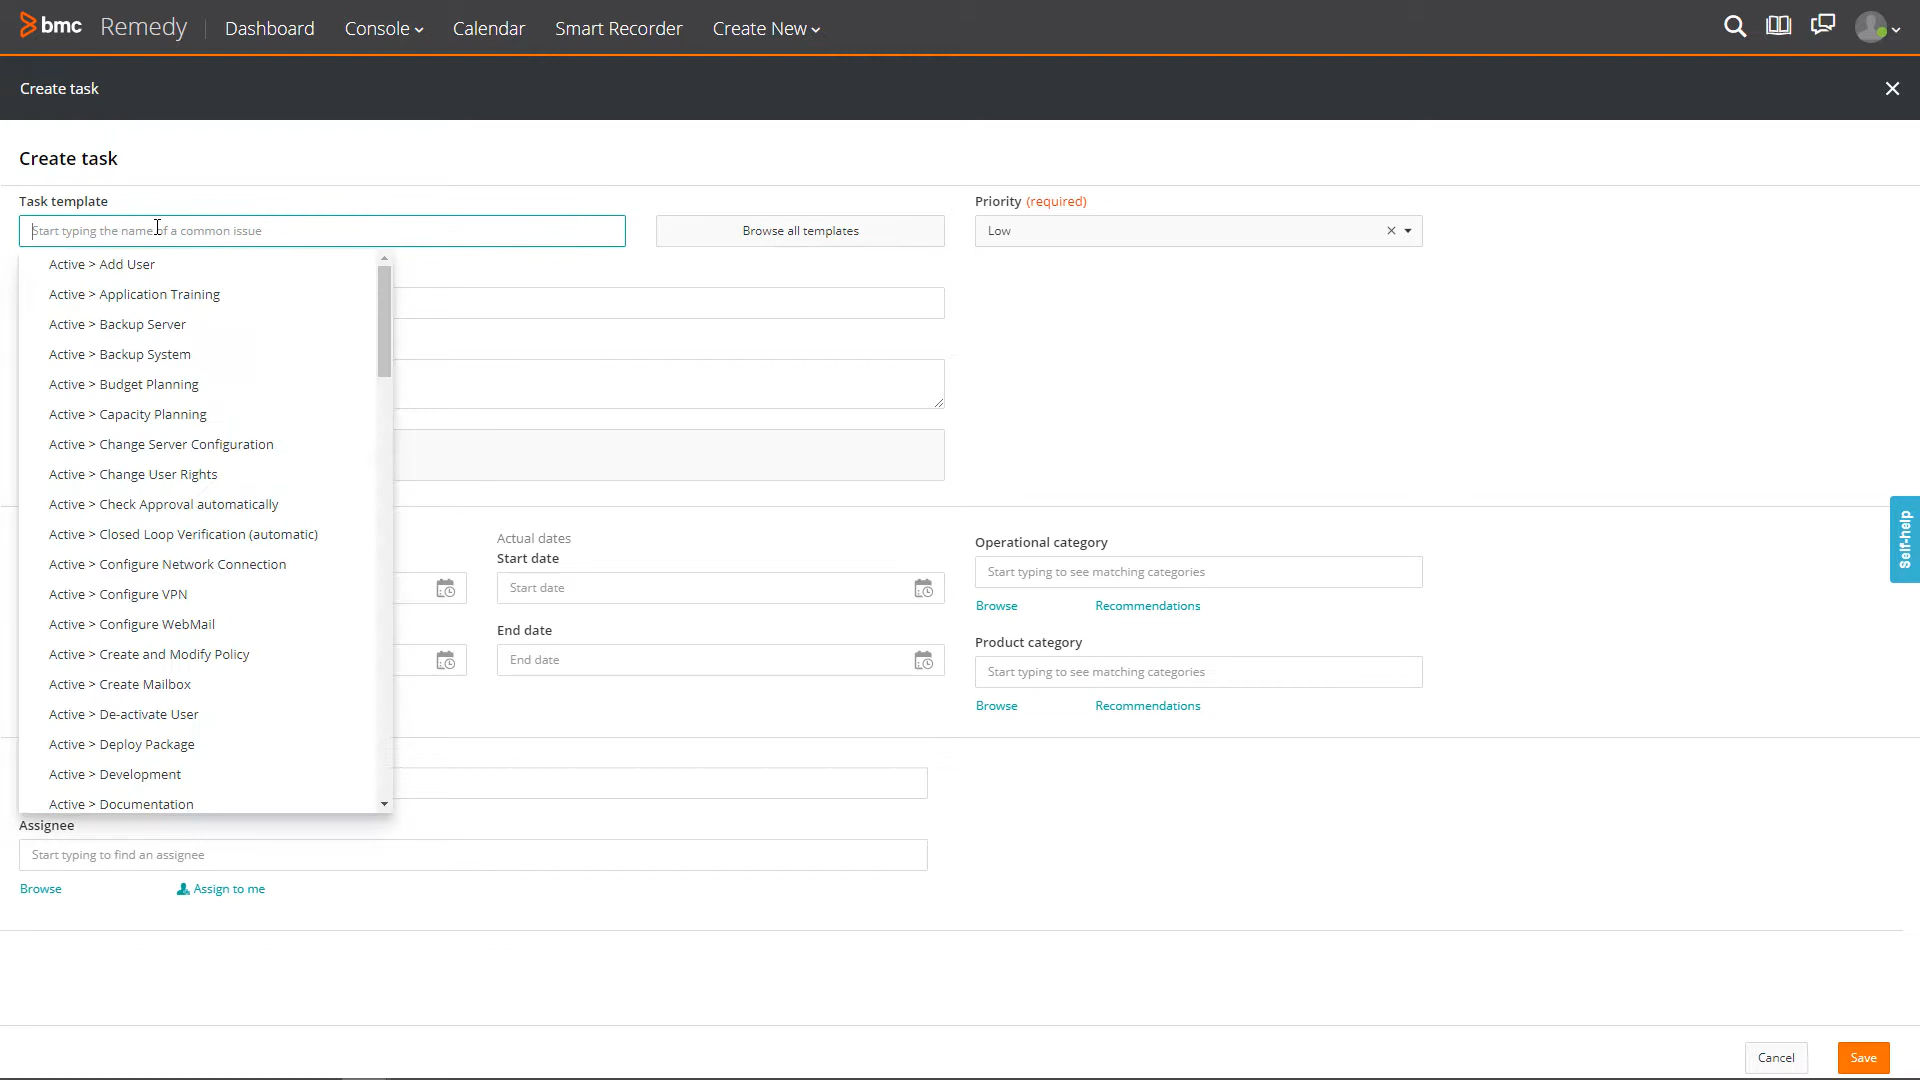 bmc Remedy Dashboard Console Calendar Smart Recorder Create New
Create task
Create task
Task template
Start typing the name of a common issue
Browse all templates
Priority (required)
Low
Active > Add User
Active > Application Training
Active > Backup Server
Active > Backup System
Active > Budget Planning
Active > Capacity Planning
Active > Change Server Configuration
Active > Change User Rights
Active > Check Approval automatically
Active > Closed Loop Verification (automatic)
Active > Configure Network Connection
Active > Configure VPN
Active > Configure WebMail
Active > Create and Modify Policy
Active > Create Mailbox
Active > De-activate User
Active > Deploy Package
Active > Development
Active > Documentation
Actual dates
Start date
Start date
End date
End date
Operational category
Start typing to see matching categories
Browse Recommendations
Product category
Start typing to see matching categories
Browse Recommendations
Self-help
Assignee
Start typing to find an assignee
Browse Assign to me
Cancel Save